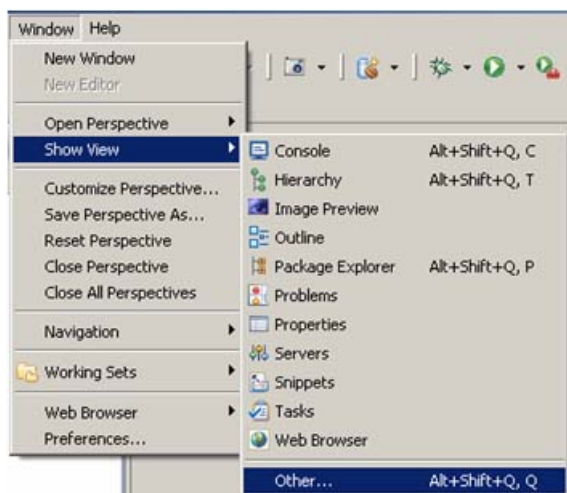 Window Help
New Window
New Editor
Open Perspective
Show View
Customize Perspective...
Save Perspective As...
Reset Perspective
Close Perspective
Close All Perspectives
Navigation
Working Sets
Web Browser
Preferences...
Console Alt+Shift+Q, C
Hierarchy Alt+Shift+Q, T
Image Preview
Outline
Package Explorer Alt+Shift+Q, P
Problems
Properties
Servers
Snippets
Tasks
Web Browser
Other... Alt+Shift+Q, Q